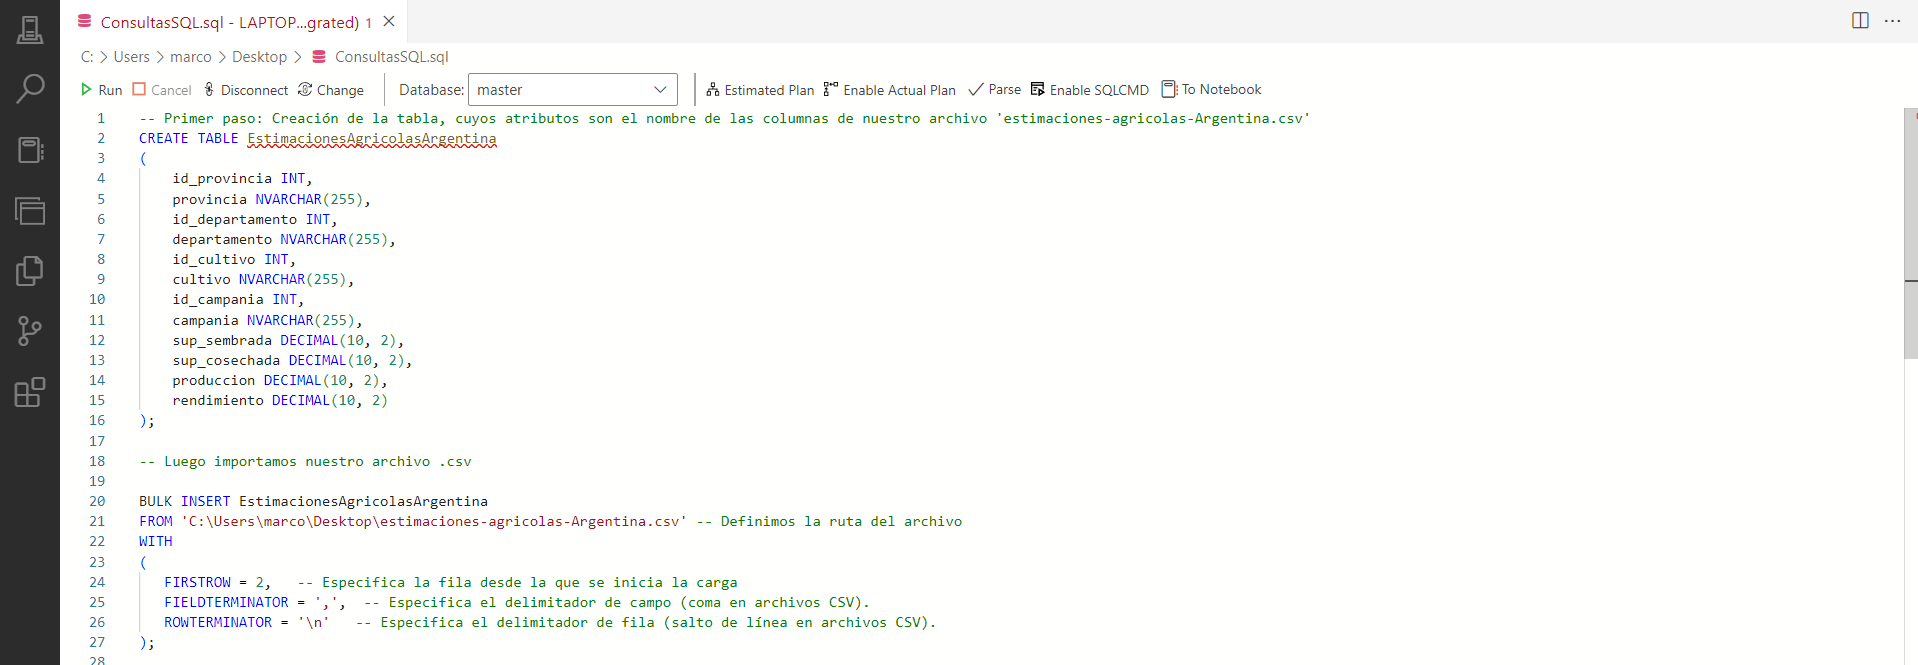 ConsultasSQL.sql - LAPTOP...grated) 1
C: > Users > marco > Desktop > ConsultasSQL.sql
Run Cancel Disconnect Change Database: master Estimated Plan Enable Actual Plan Parse Enable SQLCMD To Notebook
1 -- Primer paso: Creación de la tabla, cuyos atributos son el nombre de las columnas de nuestro archivo 'estimaciones-agricolas-Argentina.csv'
2 CREATE TABLE EstimacionesAgricolasArgentina
3 (
4 id_provincia INT,
5 provincia NVARCHAR(255),
6 id_departamento INT,
7 departamento NVARCHAR(255),
8 id_cultivo INT,
9 cultivo NVARCHAR(255),
10 id_campania INT,
11 campania NVARCHAR(255),
12 sup_sembrada DECIMAL(10, 2),
13 sup_cosechada DECIMAL(10, 2),
14 produccion DECIMAL(10, 2),
15 rendimiento DECIMAL(10, 2)
16 );
17
18 -- Luego importamos nuestro archivo .csv
19
20 BULK INSERT EstimacionesAgricolasArgentina
21 FROM 'C:\Users\marco\Desktop\estimaciones-agricolas-Argentina.csv' -- Definimos la ruta del archivo
22 WITH
23 (
24 FIRSTROW = 2, -- Especifica la fila desde la que se inicia la carga
25 FIELDTERMINATOR = ',', -- Especifica el delimitador de campo (coma en archivos CSV).
26 ROWTERMINATOR = '\n' -- Especifica el delimitador de fila (salto de línea en archivos CSV).
27 );
28